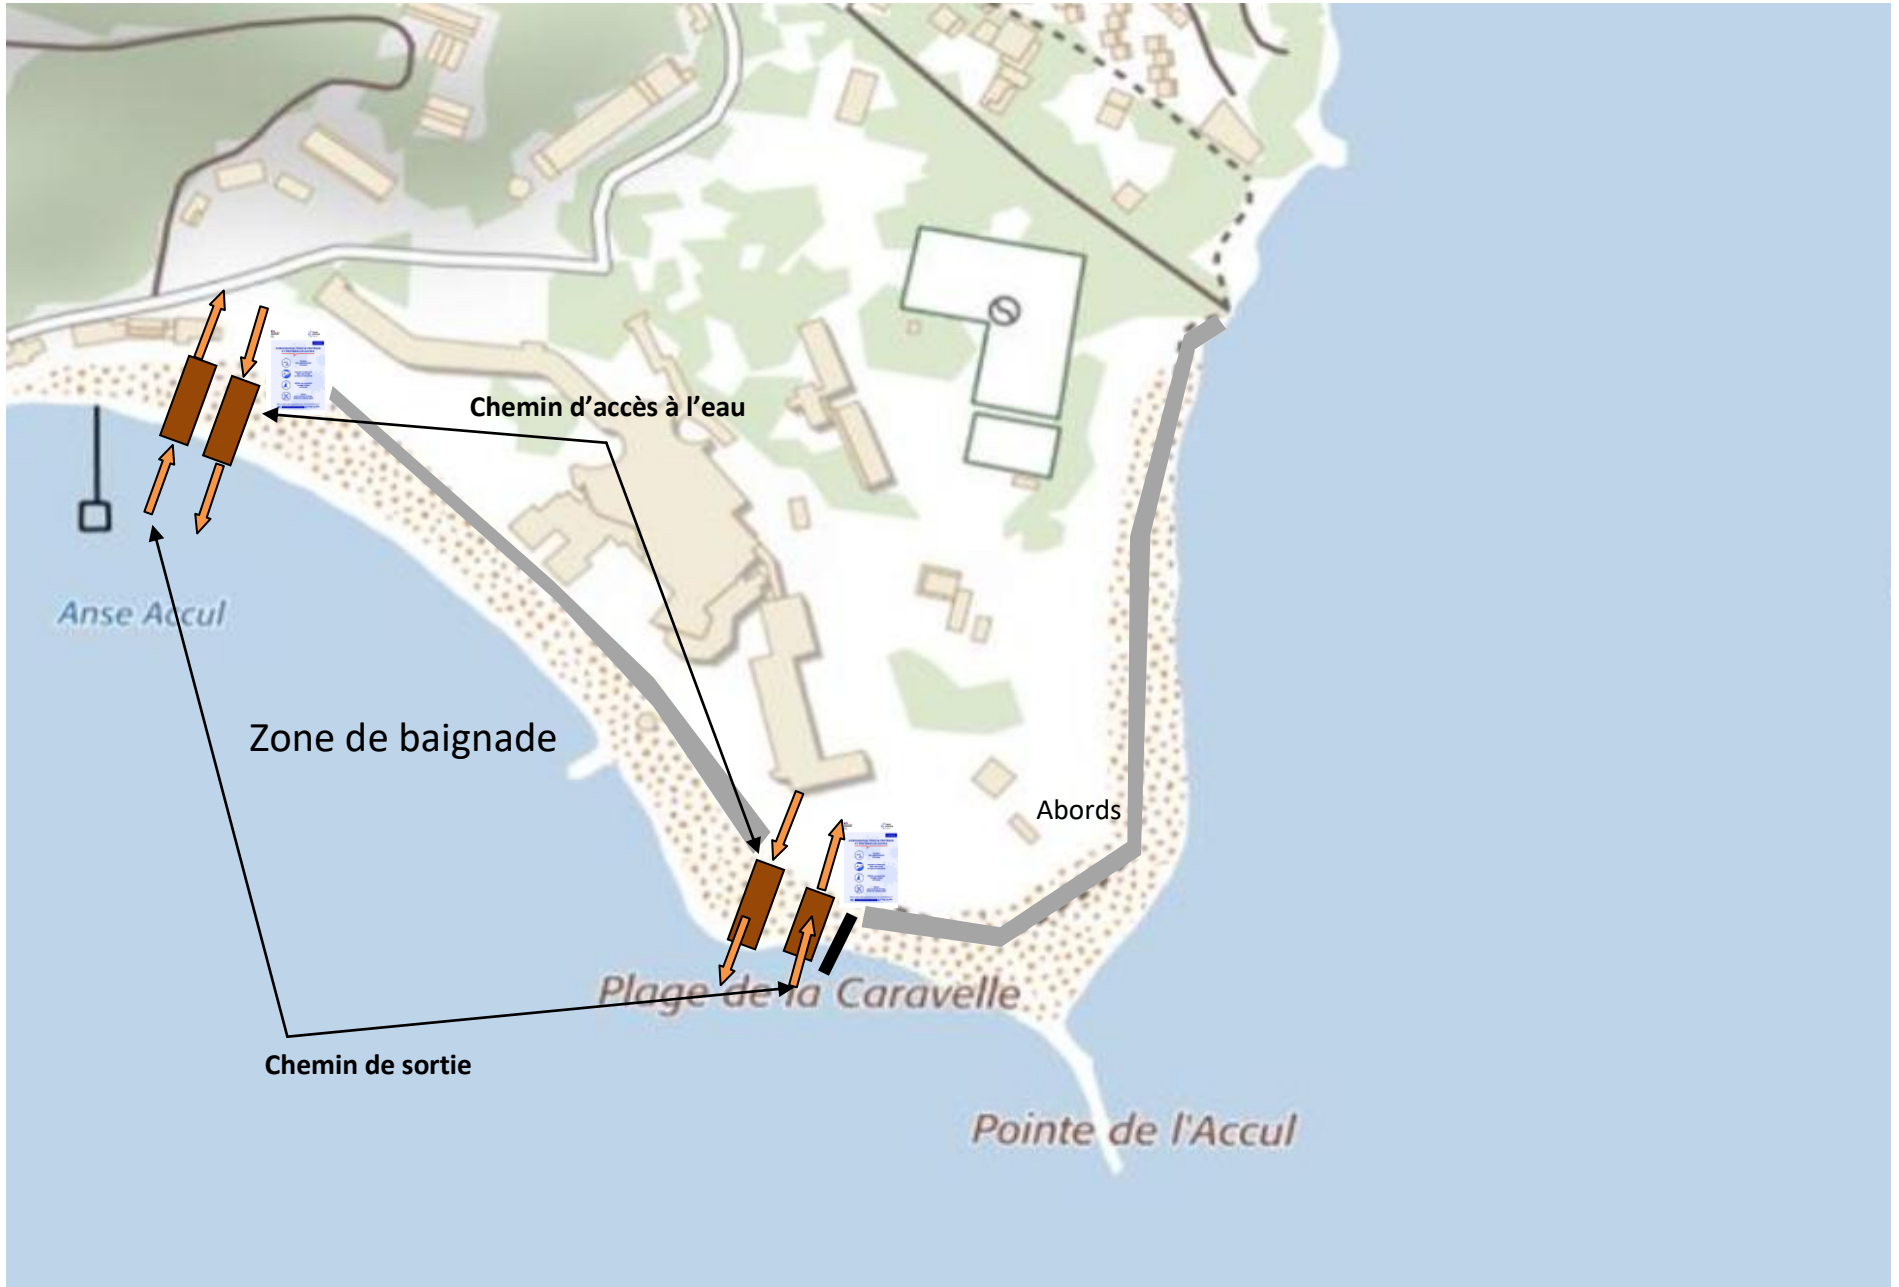 Chemin d’accès à l’eau
Anse Accul
Zone de baignade
Abords
Plage de la Caravelle
Chemin de sortie
Pointe de l'Accul